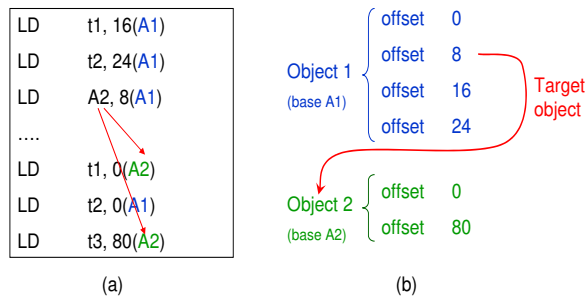 LD t1, 16(A1)
LD t2, 24(A1)
LD A2, 8(A1)
....
LD t1, 0(A2)
LD t2, 0(A1)
LD t3, 80(A2)
(a)
Object 1
(base A1)
offset 0
offset 8
offset 16
offset 24
Target
object
Object 2
(base A2)
offset 0
offset 80
(b)